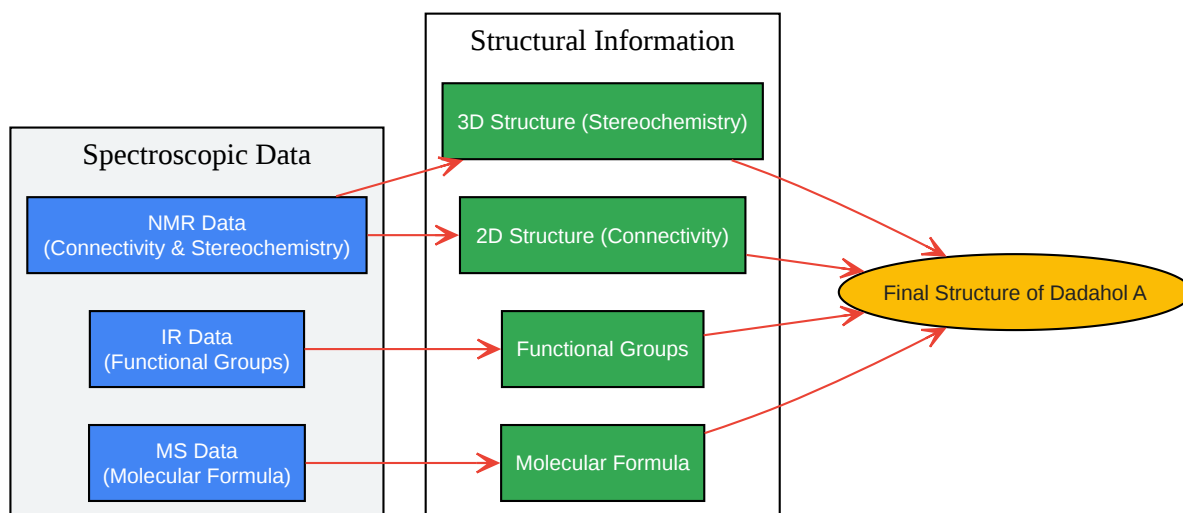 Spectroscopic Data
NMR Data
(Connectivity & Stereochemistry)
IR Data
(Functional Groups)
MS Data
(Molecular Formula)
Structural Information
3D Structure (Stereochemistry)
2D Structure (Connectivity)
Functional Groups
Molecular Formula
Final Structure of Dadahol A